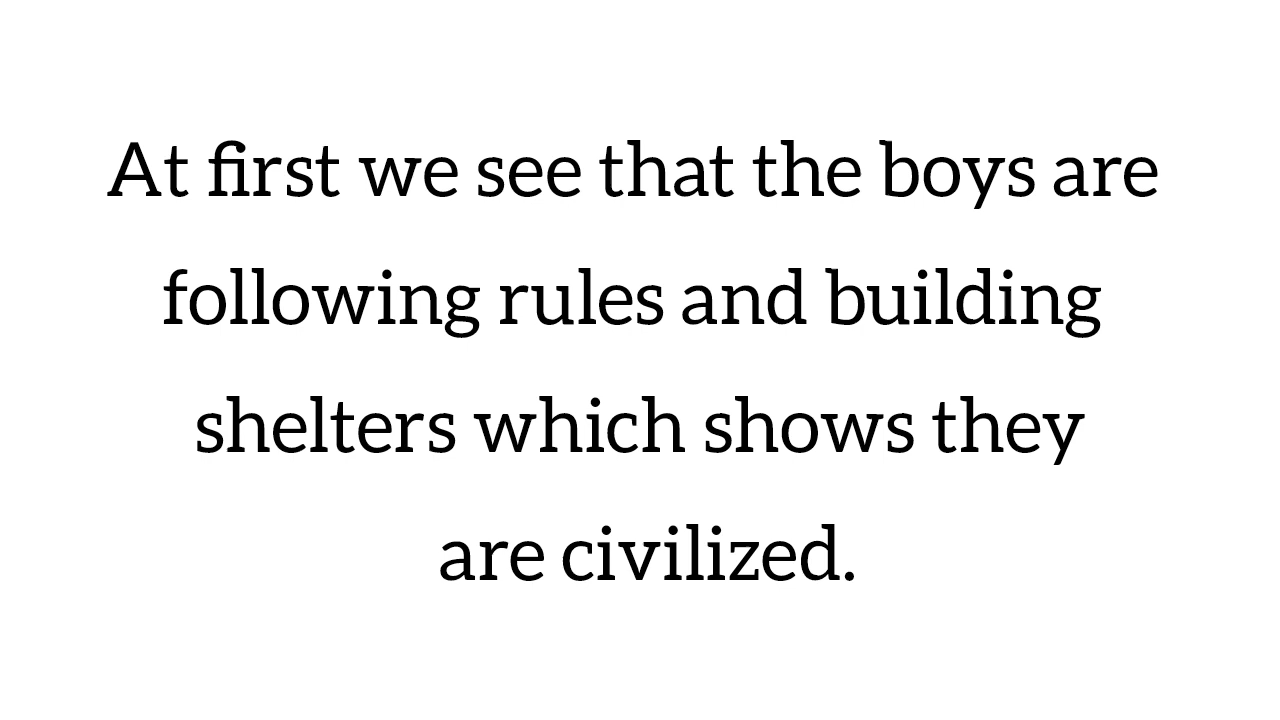 At first we see that the boys are
following rules and building
shelters which shows they
are civilized.